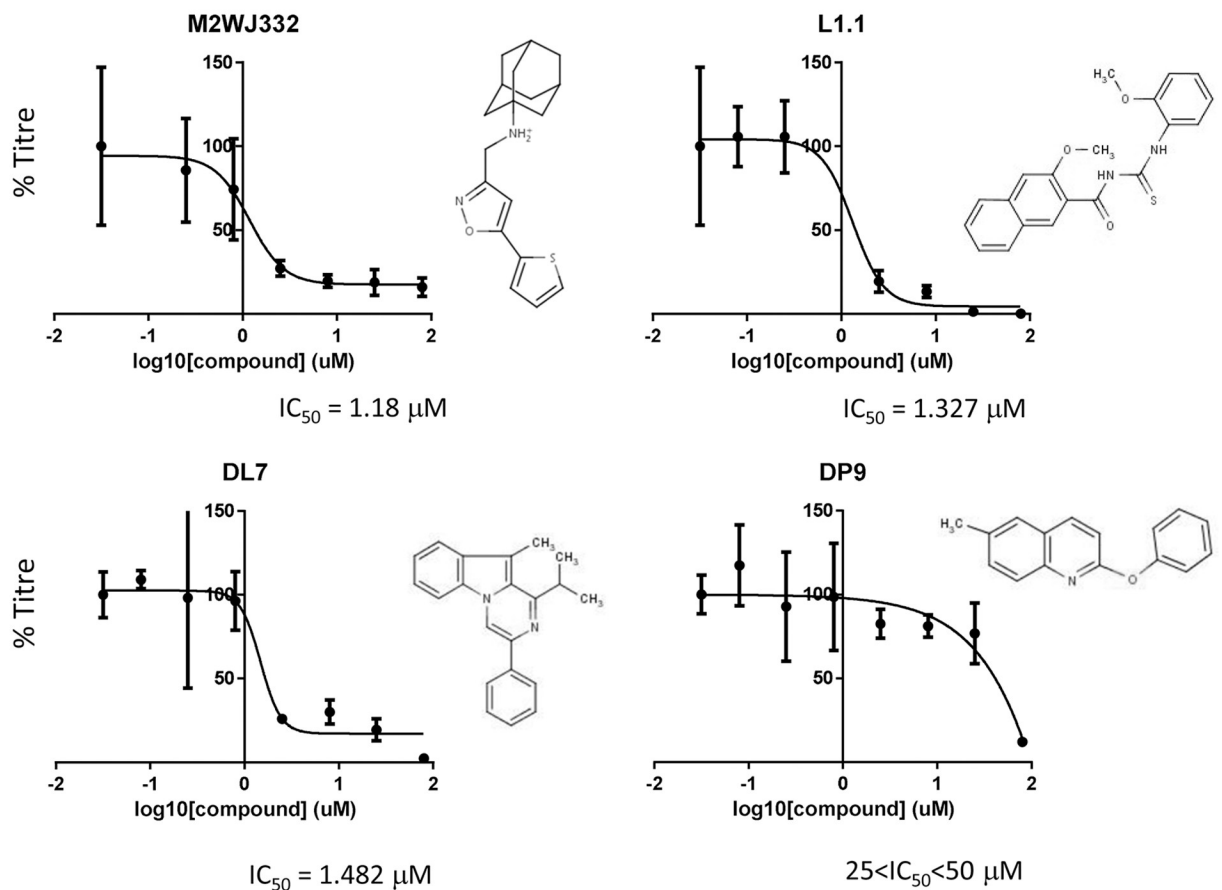 M2WJ332
% Titre
150
100
50
-2
-1
0
1
2
log10[compound] (uM)
IC50 = 1.18 μM
NH2+
N
O
S
L1.1
150
100
50
-2
-1
0
1
2
log10[compound] (uM)
IC50 = 1.327 μM
H3C
O
O
CH3
NH
NH
O
S
DL7
% Titre
150
100
50
-2
-1
0
1
2
log10[compound] (uM)
IC50 = 1.482 μM
CH3
CH3
CH3
N
N
DP9
150
100
50
-2
-1
0
1
2
log10[compound] (uM)
25<IC50<50 μM
H3C
N
O